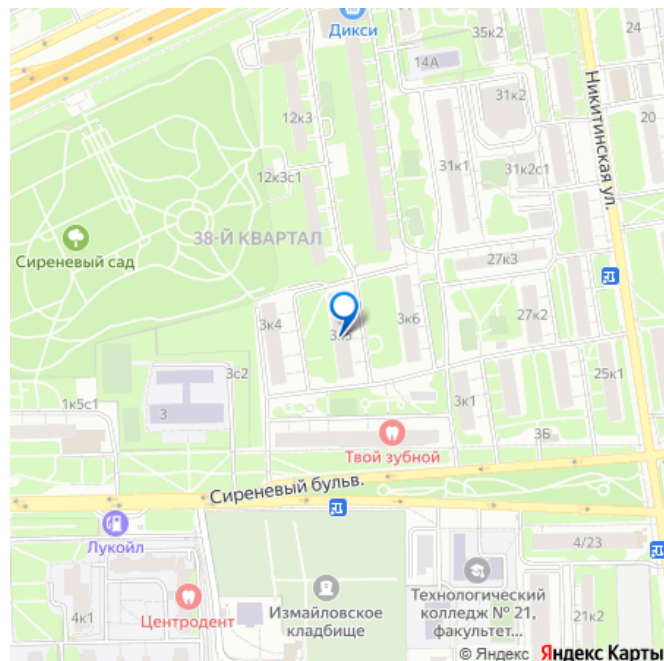 Дикси
35к2
24
14А
31к2
Никитинская ул.
12к3
20
31к1
31к2с1
12к3с1
38-Й КВАРТАЛ
Сиреневый сад
27к3
3к4
3к5
3к6
27к2
3с2
25к1
1к5с1
3
3к1
3Б
Твой зубной
Сиреневый бульв.
Лукойл
4/23
Центродент
4к1
Измайловское
кладбище
Технологический
колледж № 21,
факультет...
21к2
© Яндекс Яндекс Карты